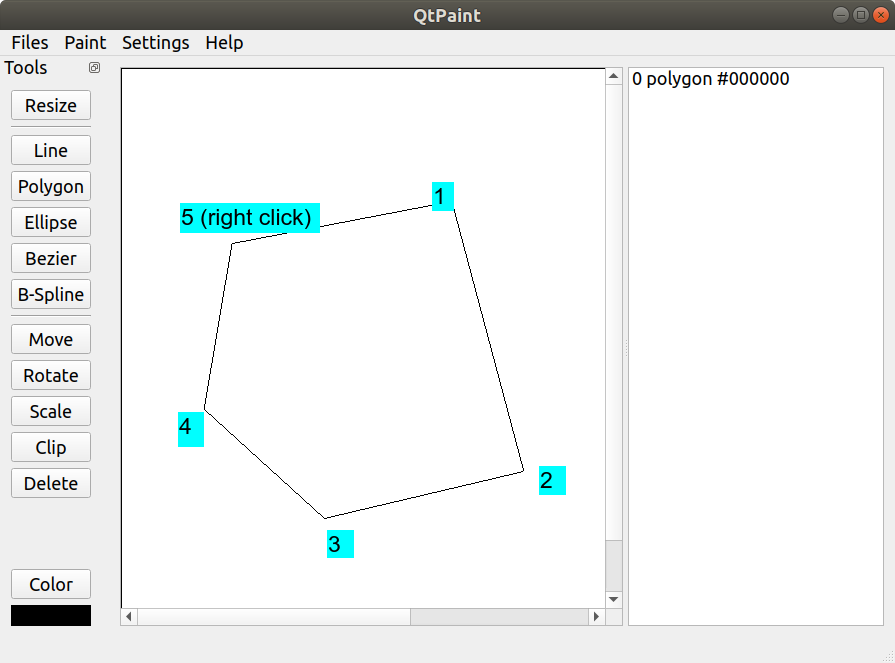 QtPaint
Files Paint Settings Help
Tools
Resize
Line
Polygon
Ellipse
Bezier
B-Spline
Move
Rotate
Scale
Clip
Delete
Color
1
5 (right click)
4
2
3
0 polygon #000000